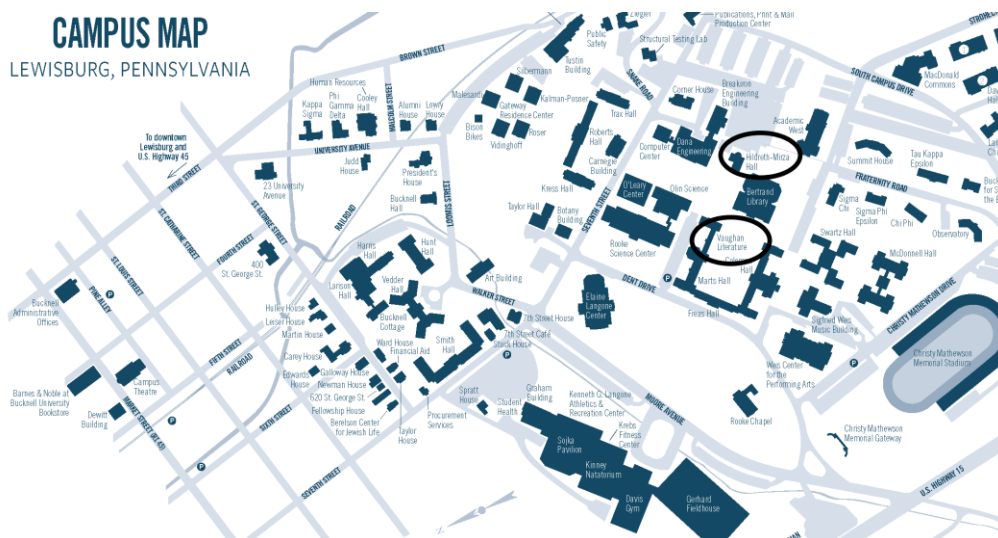 CAMPUS MAP
LEWISBURG, PENNSYLVANIA
Publications, Print & Mail
Production Center
Ziegler
Public
Safety
Tustin
Building
Structural Testing Lab
BROWN STREET
SNAKE ROAD
SOUTH CAMPUS DRIVE
MacDonald
Commons
Human Resources
Kappa
Sigma
Phi
Gamma
Delta
Cooley
Hall
MALCOLM STREET
Alumni
House
Lowry
House
Malesardi
Silbermann
Gateway
Residence Center
Kalman-Posner
Bison
Bikes
Vidinghoff
Roser
Trax Hall
Corner House
Breakiron
Engineering
Building
Academic
West
Roberts
Hall
Carnegie
Building
Computer
Center
Dana
Engineering
Hildreth-Mirza
Hall
Summit House
Tau Kappa
Epsilon
FRATERNITY ROAD
To downtown
Lewisburg and
U.S. Highway 45
THIRD STREET
UNIVERSITY AVENUE
Judd
House
President's
House
23 University
Avenue
Bucknell
Hall
LOOMIS STREET
Kress Hall
Taylor Hall
Botany
Building
SEVENTH STREET
O'Leary
Center
Olin Science
Bertrand
Library
Rooke
Science Center
Vaughan
Literature
Hall
Marts Hall
Freas Hall
DENT DRIVE
P
Sigma
Chi
Sigma Phi
Epsilon
Chi Phi
Observatory
Swartz Hall
McDonnell Hall
ST. CATHARINE STREET
ST. GEORGE STREET
RAILROAD
FOURTH STREET
400
St. George St.
ST. LOUIS STREET
PINE ALLEY
P
Bucknell
Administrative
Offices
Harris
Hall
Hunt
Hall
Larison
Hall
Vedder
Hall
Bucknell
Cottage
Art Building
WALKER STREET
Elaine
Langone
Center
7th Street House
7th Street Café
Stuck House
P
Smith
Hall
Halley House
Leiser House
Martin House
Carey House
Edwards
House
Ward House
Financial Aid
Galloway House
Newman House
620 St. George St.
Fellowship House
Berelson Center
for Jewish Life
Taylor
House
Procurement
Services
Spratt
House
Student
Health
Graham
Building
Kenneth G. Langone
Athletics &
Recreation Center
Krebs
Fitness
Center
Sojka
Pavilion
Kinney
Natatorium
Davis
Gym
Gerhard
Fieldhouse
MOORE AVENUE
Rooke Chapel
Weis Center
for the
Performing Arts
Sigfried Weis
Music Building
P
CHRISTY MATHEWSON DRIVE
Christy Mathewson
Memorial Stadium
Christy Mathewson
Memorial Gateway
U.S. HIGHWAY 15
FIFTH STREET
RAILROAD
SIXTH STREET
SEVENTH STREET
Barnes & Noble at
Bucknell University
Bookstore
Campus
Theatre
Dewitt
Building
MARKET STREET (RT. 45)
P
P
N